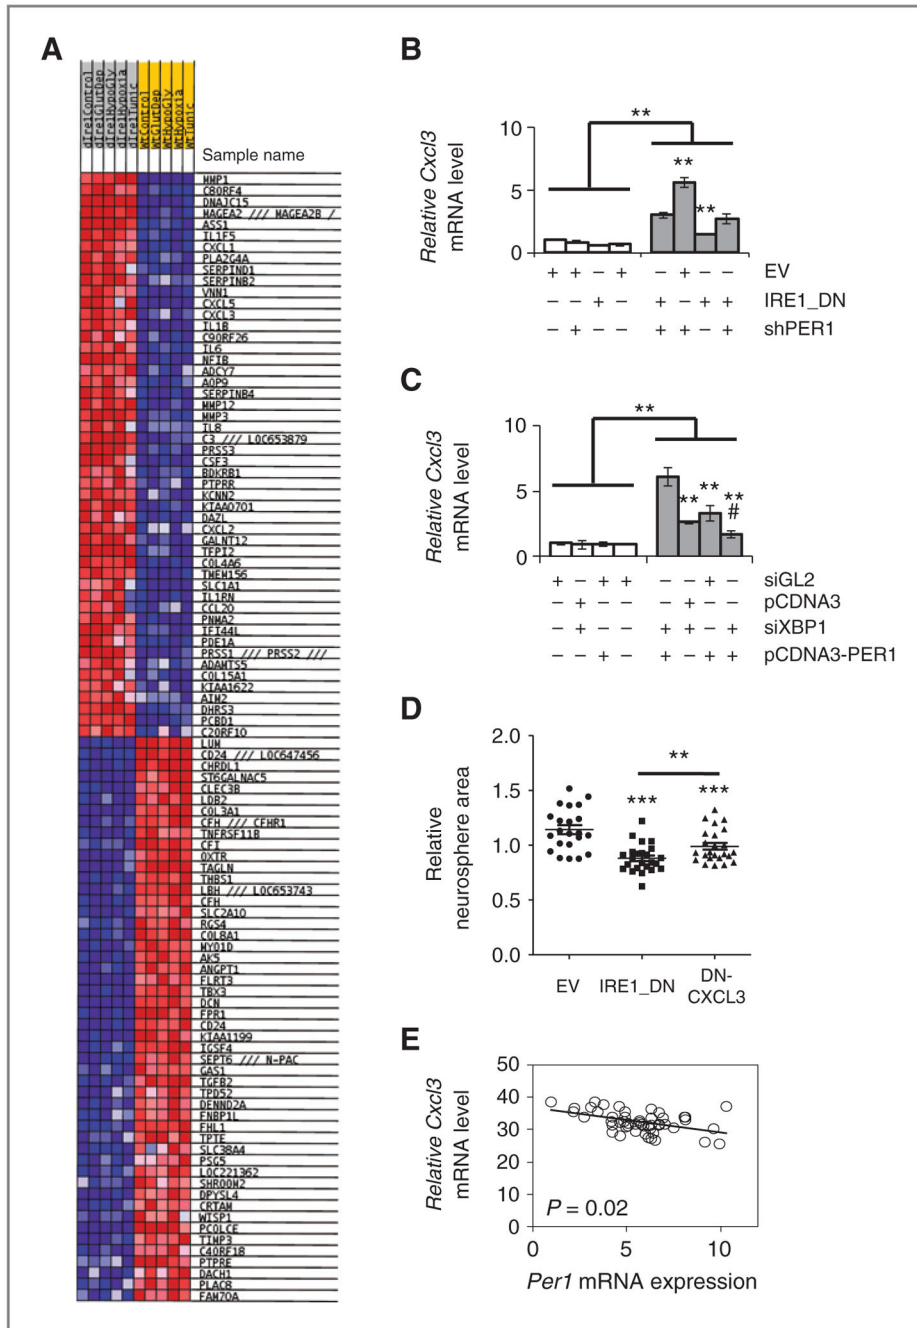 A
dIre1Control
dIre1GlutDep
dIre1HypoGly
dIre1Hypoxia
dIre1Tunic
WtControl
WtGlutDep
WtHypoGly
WtHypoxia
WtTunic
Sample name
MMP1
C8ORF4
DNAJC15
MAGEA2 /// MAGEA2B /
ASS1
IL1F5
CXCL1
PLA2G4A
SERPIND1
SERPINB2
VNN1
CXCL5
CXCL3
IL1B
C9ORF26
IL6
NFIB
ADCY7
AQP9
SERPINB4
MMP12
MMP3
IL8
C3 /// LOC653879
PRSS3
CSF3
BDKRB1
PTPRR
KCNN2
KIAA0701
DAZL
CXCL2
GALNT12
TFPI2
COL4A6
TMEM156
SLC1A1
IL1RN
CCL20
PNMA2
IFI44L
PDE1A
PRSS1 /// PRSS2 ///
ADAMTS5
COL15A1
KIAA1622
AIM2
DHRS3
PCBD1
C20RF10
LUM
CD24 /// LOC647456
CHRDL1
ST6GALNAC5
CLEC3B
LDB2
COL3A1
CFH /// CFHR1
TNFRSF11B
CFI
OXTR
TAGLN
THBS1
LBH /// LOC653743
CFH
SLC2A10
RGS4
COL8A1
MYO1D
AK5
ANGPT1
FLRT3
TBX3
DCN
FPR1
CD24
KIAA1199
IGSF4
SEPT6 /// N-PAC
GAS1
TGFB2
TPD52
DENND2A
FNBP1L
FHL1
TPTE
SLC38A4
PSG5
LOC221362
SHROOM2
DPYSL4
CRTAM
WISP1
PCOLCE
TIMP3
C4ORF18
PTPRE
DACH1
PLAC8
FAM70A
B
Relative Cxcl3
mRNA level
10
5
0
**
**
**
+ + − − − − − − EV
− − + − + − + + IRE1_DN
− + − − + + − + shPER1
C
Relative Cxcl3
mRNA level
10
5
0
**
** ** **
#
+ − + + + − + − siGL2
− + − − − + − − pCDNA3
− + − − + + − + siXBP1
− − + − + − + + pCDNA3-PER1
D
Relative
neurosphere area
2.0
1.5
1.0
0.5
0.0
**
***
***
EV IRE1_DN DN-
CXCL3
E
Relative Cxcl3
mRNA level
50
40
30
20
10
0
P = 0.02
0 5 10
Per1 mRNA expression